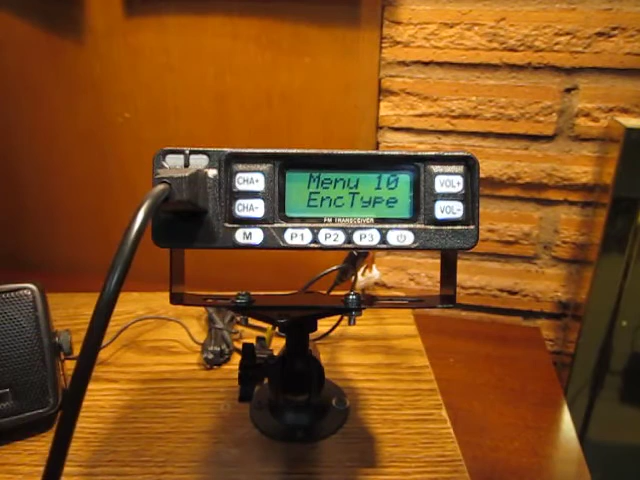 CHA+
CHA-
Menu 10
EncType
VOL+
VOL-
FM TRANSCEIVER
M
P1
P2
P3